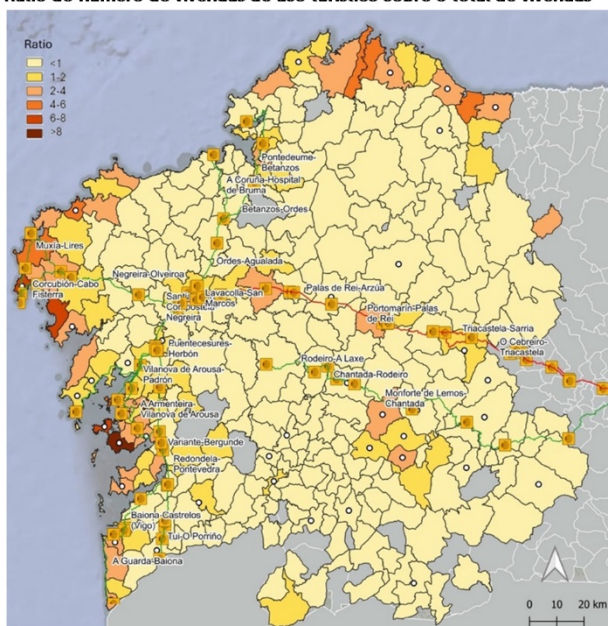 Ratio do número de vivendas de uso turístico sobre o total de vivendas
Ratio
<1
1-2
2-4
4-6
6-8
>8
Pontedeume-
Betanzos
A Coruña-Hospital
de Bruma
Betanzos-Ordes
Muxía-Lires
Ordes-Agualada
Negreira-Olveiroa
Corcubión-Cabo
Fisterra
Lavacolla-San
Marcos
Negreira
Palas de Rei-Arzúa
Portomarín-Palas
de Rei
Triacastela-Sarria
O Cebreiro-
Triacastela
Puentecesures-
Herbón
Rodeiro-A Laxe
Vilanova de Arousa-
Padrón
Chantada-Rodeiro
A Armenteira-
Vilanova de Arousa
Monforte de Lemos-
Chantada
Variante-Bergunde
Redondela-
Pontevedra
Baiona-Castrelos
(Vigo)
Tui-O Porriño
A Guarda-Baiona
0 10 20 km